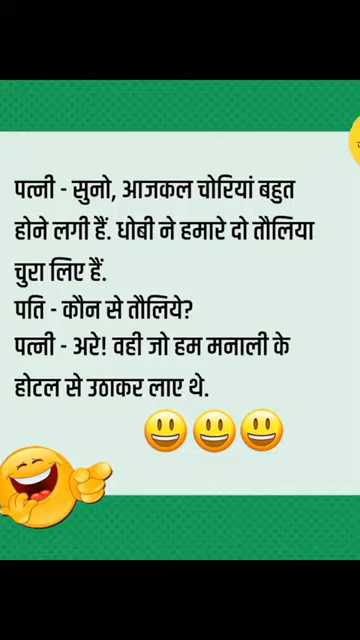 पत्नी - सुनो, आजकल चोरियां बहुत
होने लगी हैं. धोबी ने हमारे दो तौलिया
चुरा लिए हैं.
पति - कौन से तौलिये?
पत्नी - अरे! वही जो हम मनाली के
होटल से उठाकर लाए थे.